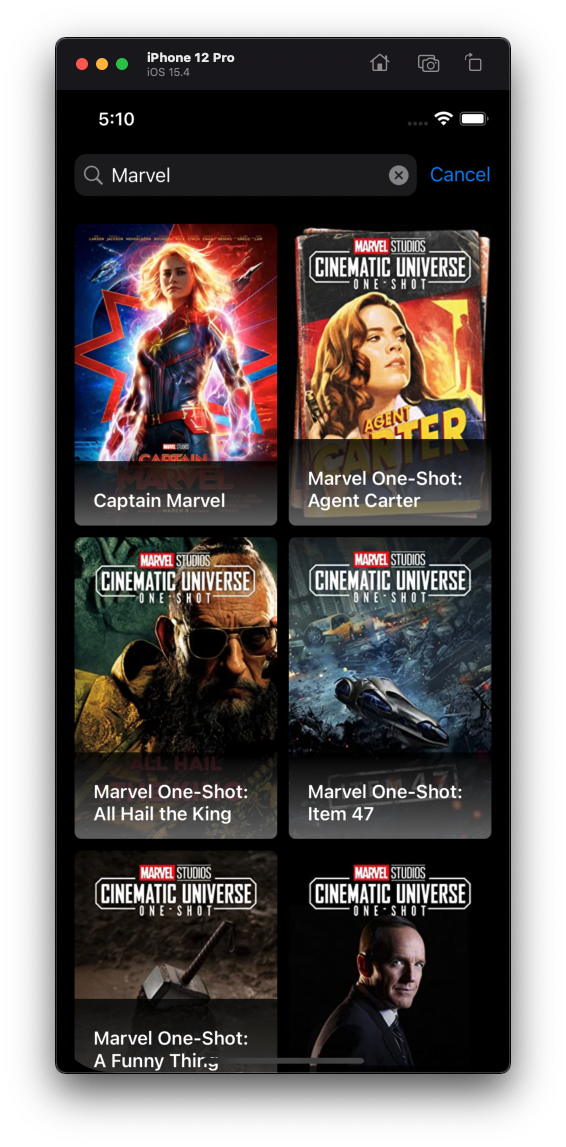 iPhone 12 Pro
iOS 15.4
5:10
Marvel
Cancel
MARVEL STUDIOS
CAPTAIN
MARVEL
Captain Marvel
MARVEL STUDIOS
CINEMATIC UNIVERSE
ONE-SHOT
AGENT
CARTER
Marvel One-Shot:
Agent Carter
MARVEL STUDIOS
CINEMATIC UNIVERSE
ONE-SHOT
ALL HAIL
Marvel One-Shot:
All Hail the King
MARVEL STUDIOS
CINEMATIC UNIVERSE
ONE-SHOT
ITEM 47
Marvel One-Shot:
Item 47
MARVEL STUDIOS
CINEMATIC UNIVERSE
ONE-SHOT
Marvel One-Shot:
A Funny Thing
MARVEL STUDIOS
CINEMATIC UNIVERSE
ONE-SHOT